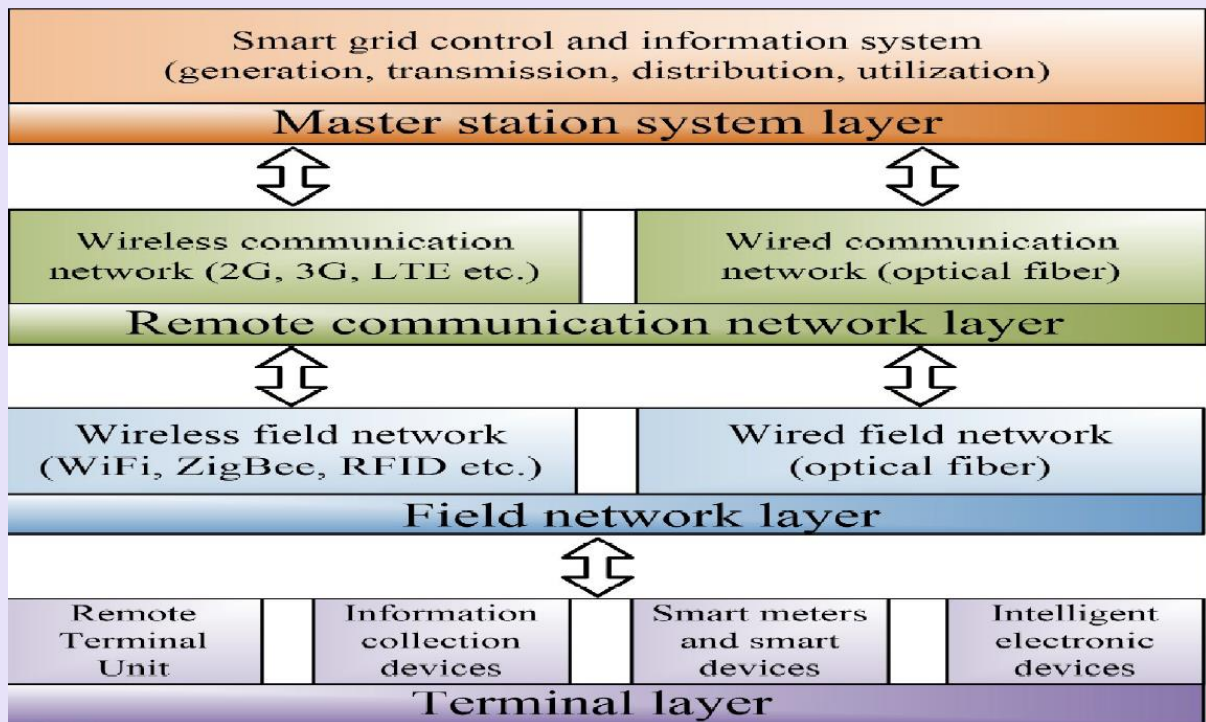 Smart grid control and information system
(generation, transmission, distribution, utilization)
Master station system layer
Wireless communication
network (2G, 3G, LTE etc.)
Wired communication
network (optical fiber)
Remote communication network layer
Wireless field network
(WiFi, ZigBee, RFID etc.)
Wired field network
(optical fiber)
Field network layer
Remote
Terminal
Unit
Information
collection
devices
Smart meters
and smart
devices
Intelligent
electronic
devices
Terminal layer